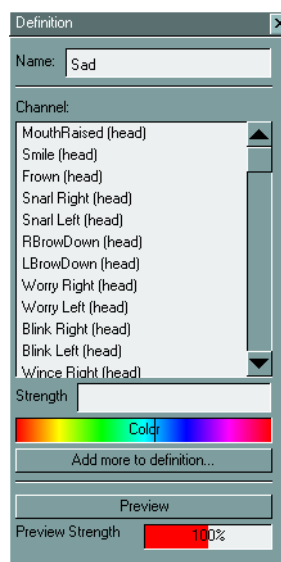 Definition
Name: Sad
Channel:
MouthRaised (head)
Smile (head)
Frown (head)
Snarl Right (head)
Snarl Left (head)
RBrowDown (head)
LBrowDown (head)
Worry Right (head)
Worry Left (head)
Blink Right (head)
Blink Left (head)
Wince Right (head)
Strength
Color
Add more to definition...
Preview
Preview Strength 100%